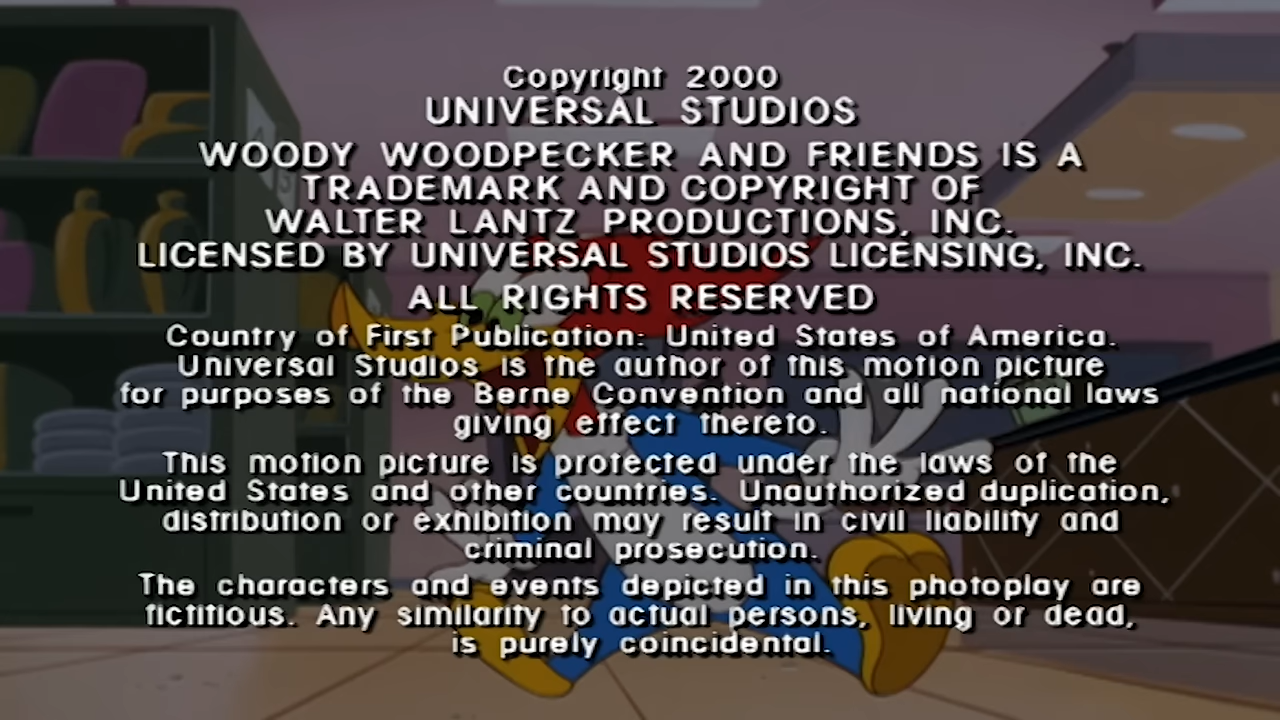 Copyright 2000
UNIVERSAL STUDIOS
WOODY WOODPECKER AND FRIENDS IS A
TRADEMARK AND COPYRIGHT OF
WALTER LANTZ PRODUCTIONS, INC.
LICENSED BY UNIVERSAL STUDIOS LICENSING, INC.
ALL RIGHTS RESERVED
Country of First Publication: United States of America.
Universal Studios is the author of this motion picture
for purposes of the Berne Convention and all national laws
giving effect thereto.
This motion picture is protected under the laws of the
United States and other countries. Unauthorized duplication,
distribution or exhibition may result in civil liability and
criminal prosecution.
The characters and events depicted in this photoplay are
fictitious. Any similarity to actual persons, living or dead,
is purely coincidental.